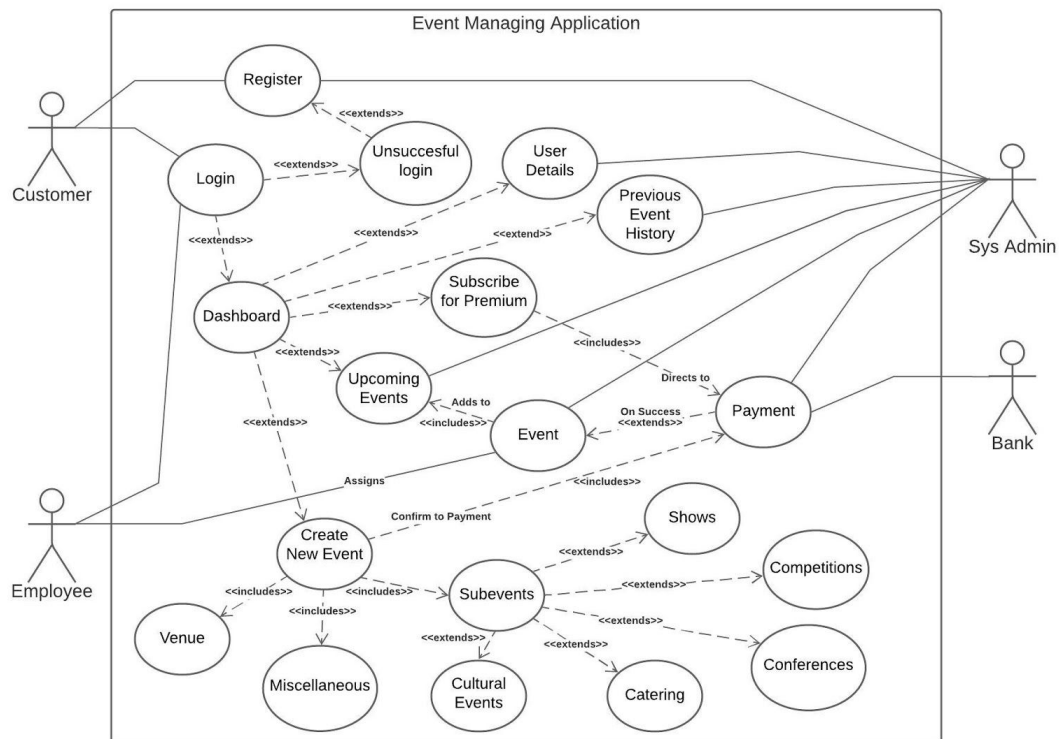 Event Managing Application
Register
<<extends>>
Customer
Login
<<extends>>
Unsuccesful
login
User
Details
Sys Admin
<<extends>>
<<extends>>
<<extend>>
Previous
Event
History
Dashboard
<<extends>>
Subscribe
for Premium
<<includes>>
<<extends>>
Upcoming
Events
Directs to
Payment
Bank
Adds to
<<includes>>
Event
On Success
<<extends>>
<<extends>>
Assigns
<<includes>>
Confirm to Payment
Employee
Create
New Event
Shows
<<extends>>
Competitions
<<extends>>
<<includes>>
<<includes>>
<<includes>>
Subevents
<<extends>>
Venue
<<extends>>
<<extends>>
Conferences
Miscellaneous
Cultural
Events
Catering